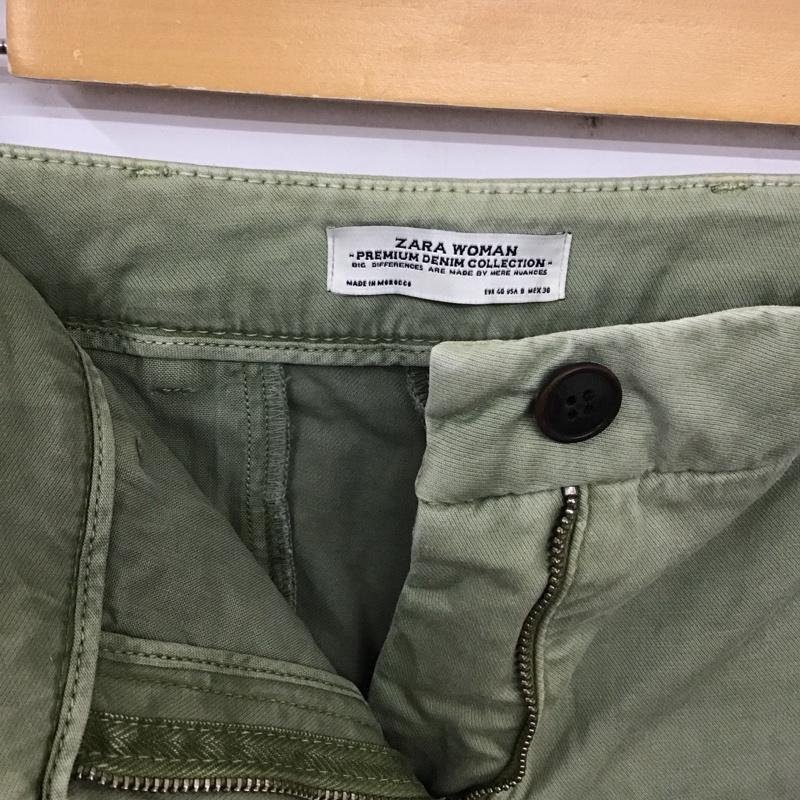 ZARA WOMAN
"PREMIUM DENIM COLLECTION"
BIG DIFFERENCES ARE MADE BY MERE NUANCES
MADE IN MOROCCO EUR 40 USA 8 MEX 30